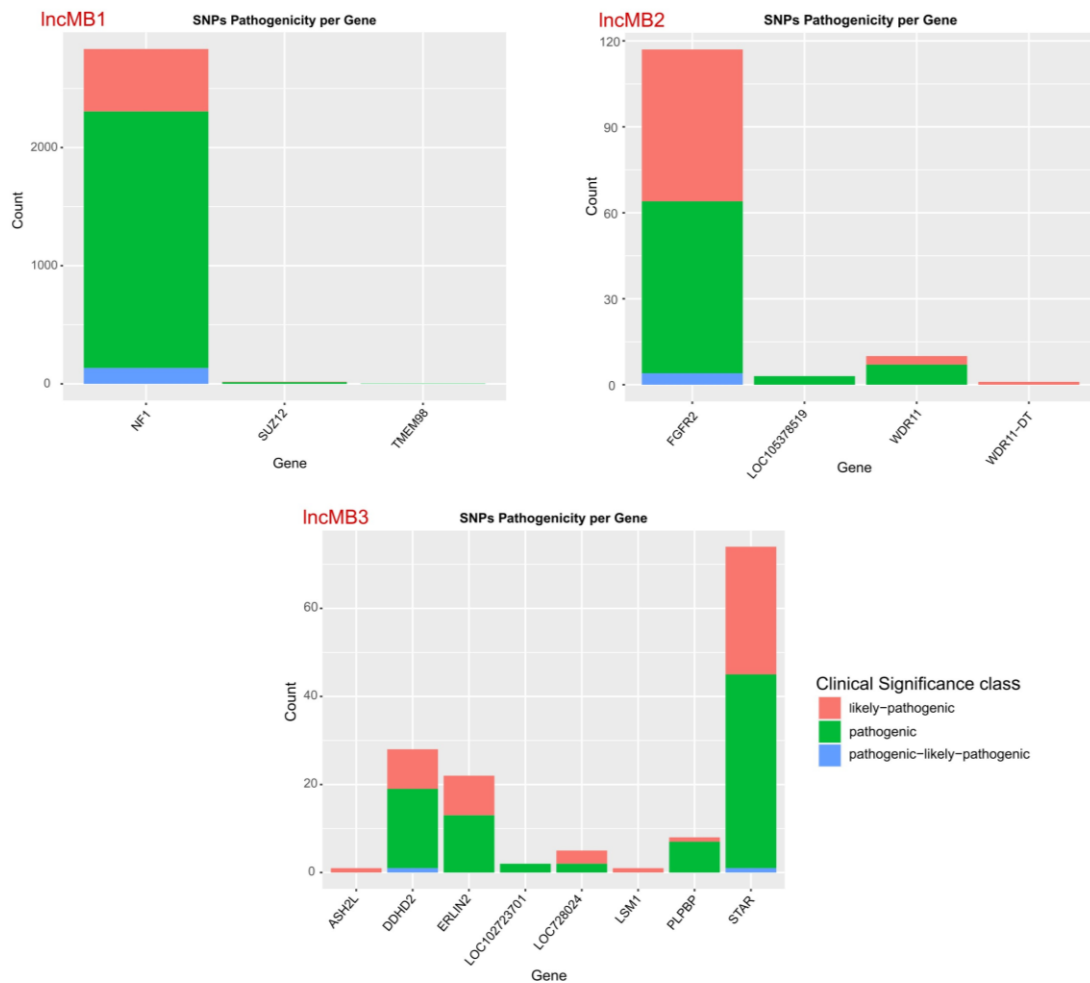 lncMB1
SNPs Pathogenicity per Gene
Count
2000
1000
0
NF1
SUZ12
TMEM98
Gene
lncMB2
SNPs Pathogenicity per Gene
Count
120
90
60
30
0
FGFR2
LOC105378519
WDR11
WDR11−DT
Gene
lncMB3
SNPs Pathogenicity per Gene
Count
60
40
20
0
ASH2L
DDHD2
ERLIN2
LOC102723701
LOC728024
LSM1
PLPBP
STAR
Gene
Clinical Significance class
likely−pathogenic
pathogenic
pathogenic−likely−pathogenic